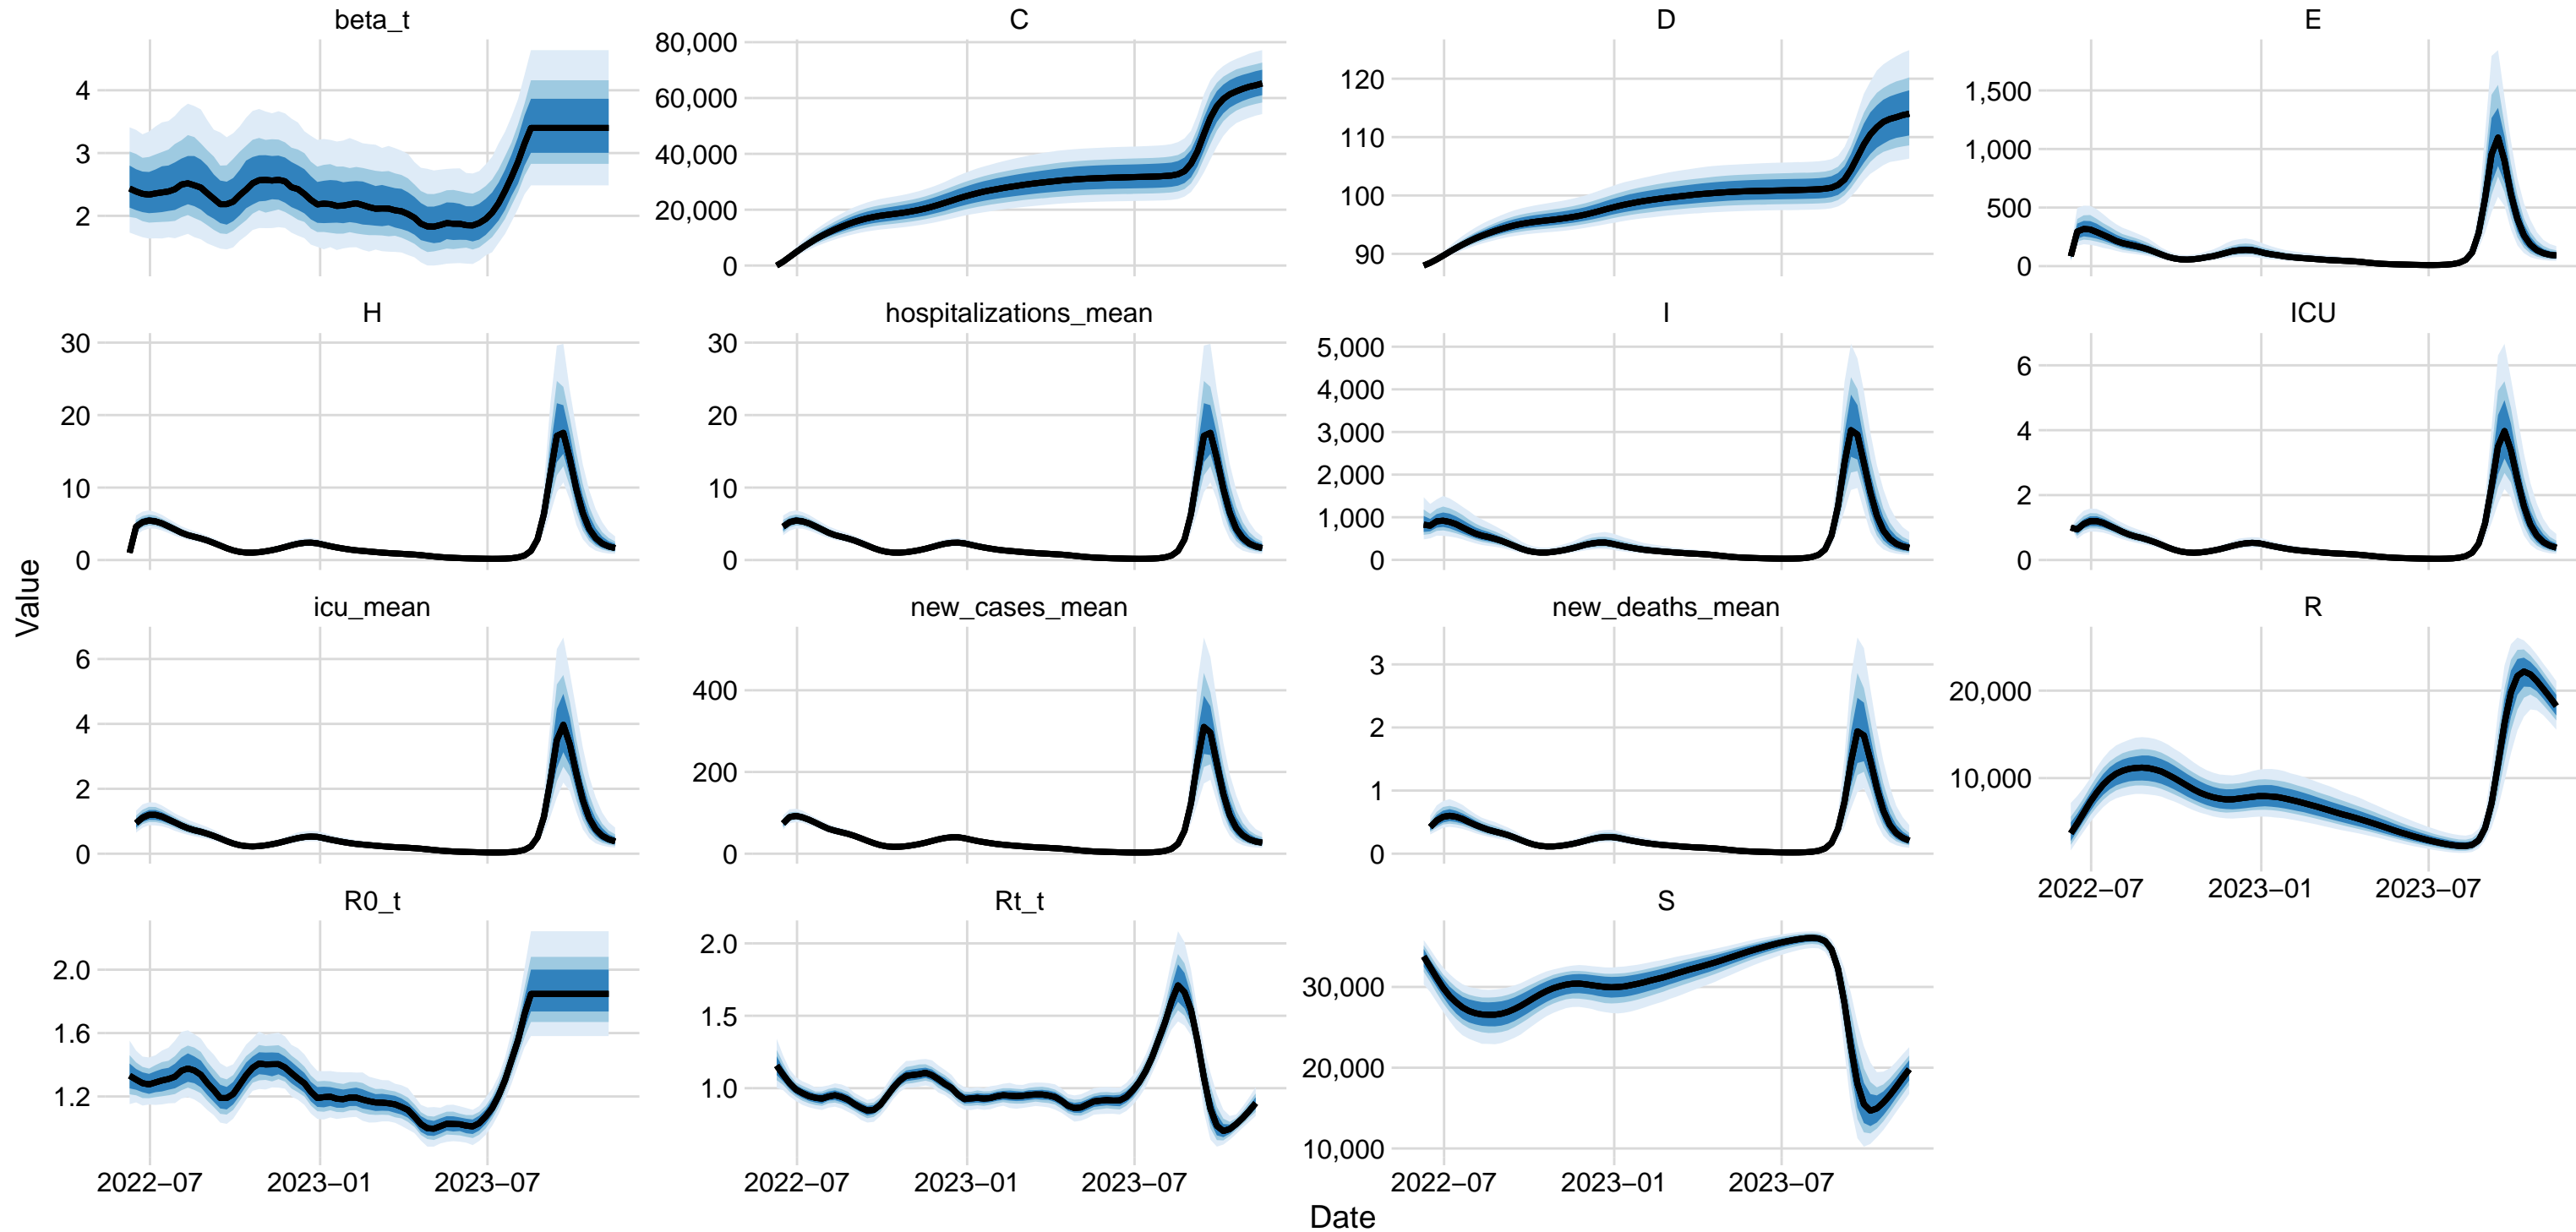 beta_t
C
D
E
4
3
2
80,000
60,000
40,000
20,000
0
120
110
100
90
1,500
1,000
500
0
H
hospitalizations_mean
I
ICU
30
20
10
0
30
20
10
0
5,000
4,000
3,000
2,000
1,000
0
6
4
2
0
Value
icu_mean
new_cases_mean
new_deaths_mean
R
6
4
2
0
400
200
0
3
2
1
0
20,000
10,000
2022−07 2023−01 2023−07
R0_t
Rt_t
S
2.0
1.6
1.2
2.0
1.5
1.0
30,000
20,000
10,000
2022−07 2023−01 2023−07
2022−07 2023−01 2023−07
2022−07 2023−01 2023−07
Date